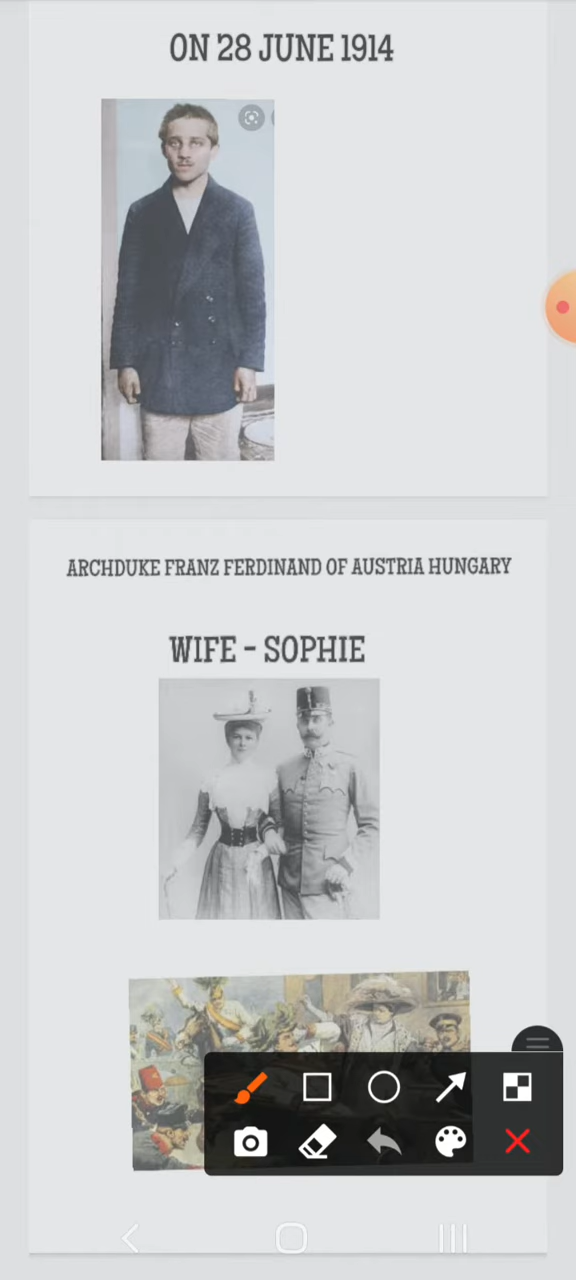 ON 28 JUNE 1914
ARCHDUKE FRANZ FERDINAND OF AUSTRIA HUNGARY
WIFE - SOPHIE